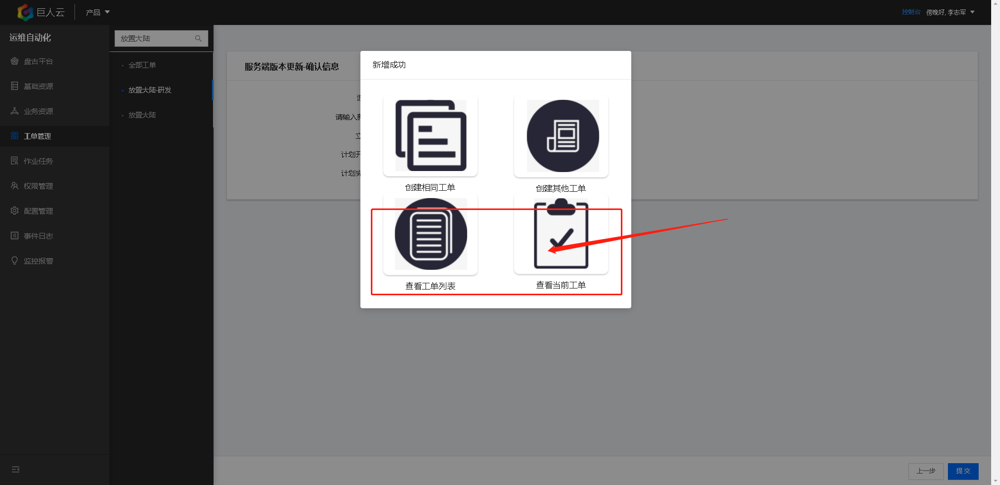 巨人云
产品
控制台
傍晚好, 李志军
运维自动化
盘古平台
基础资源
业务资源
工单管理
作业任务
权限管理
配置管理
事件日志
监控报警
放置大陆
全部工单
放置大陆-研发
放置大陆
服务端版本更新-确认信息
请输入新
立
计划开
计划完
新增成功
创建相同工单
创建其他工单
查看工单列表
查看当前工单
上一步
提交